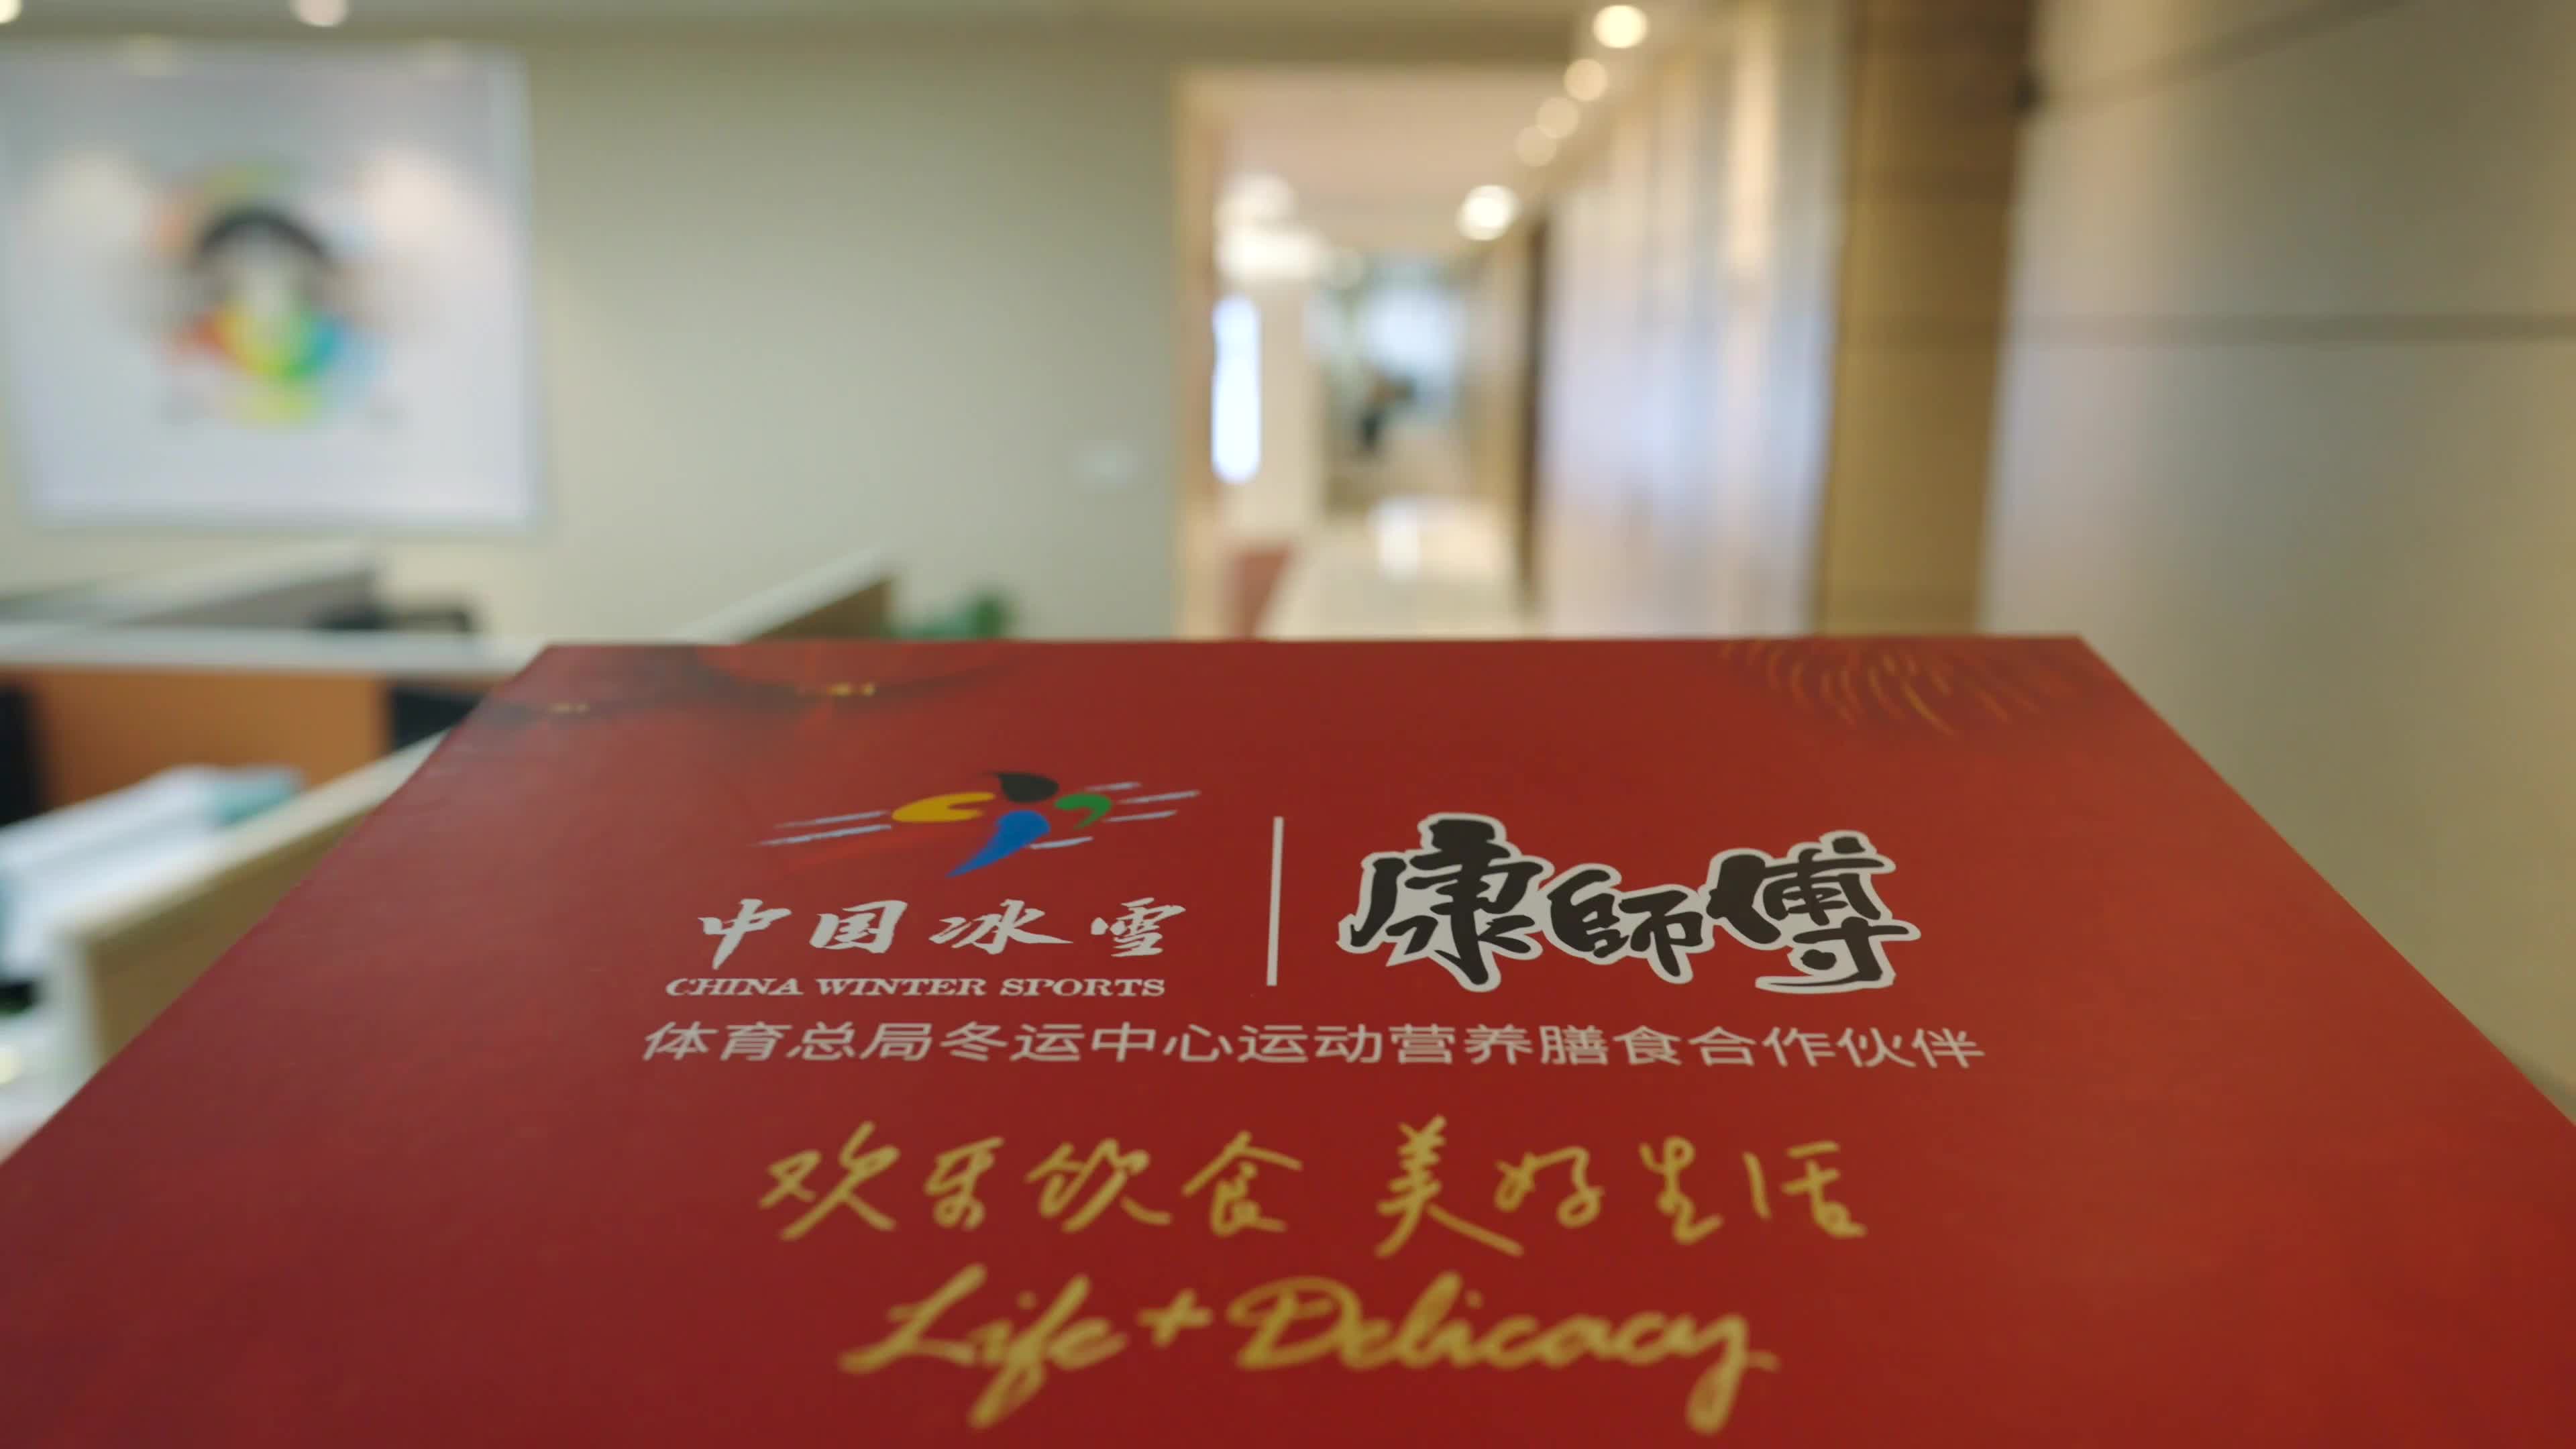 中国冰雪
CHINA WINTER SPORTS
康師傅
体育总局冬运中心运动营养膳食合作伙伴
欢乐饮食 美好生活
Life+Delicacy